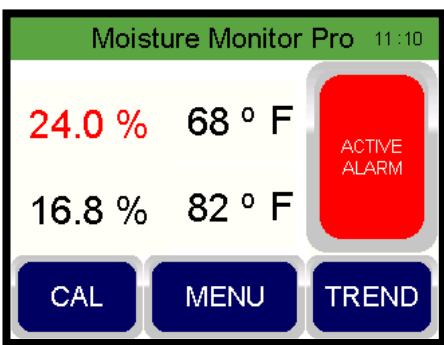 Moisture Monitor Pro 11:10
24.0 % 68 º F
ACTIVE
ALARM
16.8 % 82 º F
CAL MENU TREND